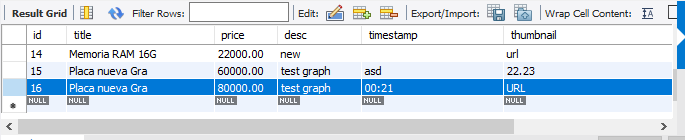 Result Grid Filter Rows: Edit: Export/Import: Wrap Cell Content:
id title price desc timestamp thumbnail
14 Memoria RAM 16G 22000.00 new url
15 Placa nueva Gra 60000.00 test graph asd 22.23
16 Placa nueva Gra 80000.00 test graph 00:21 URL
NULL NULL NULL NULL NULL NULL